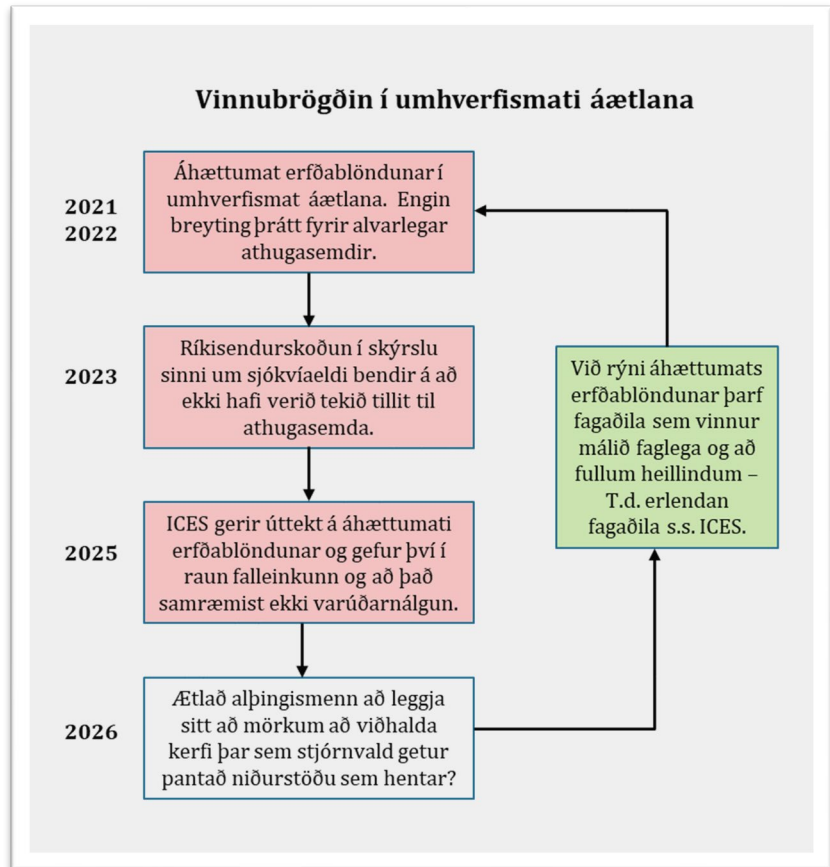 Vinnubrögðin í umhverfismati áætlana
2021
2022
Áhættumat erfðablöndunar í
umhverfismat áætlana. Engin
breyting þrátt fyrir alvarlegar
athugasemdir.
2023
Ríkisendurskoðun í skýrslu
sinni um sjókvíaeldi bendir á að
ekki hafi verið tekið tillit til
athugasemda.
2025
ICES gerir úttekt á áhættumati
erfðablöndunar og gefur því í
raun falleinkunn og að það
samræmist ekki varúðarnálgun.
2026
Ætlað alþingismenn að leggja
sitt að mörkum að viðhalda
kerfi þar sem stjórnvald getur
pantað niðurstöðu sem hentar?
Við rýni áhættumats
erfðablöndunar þarf
fagaðila sem vinnur
málið faglega og að
fullum heillindum –
T.d. erlendan
fagaðila s.s. ICES.